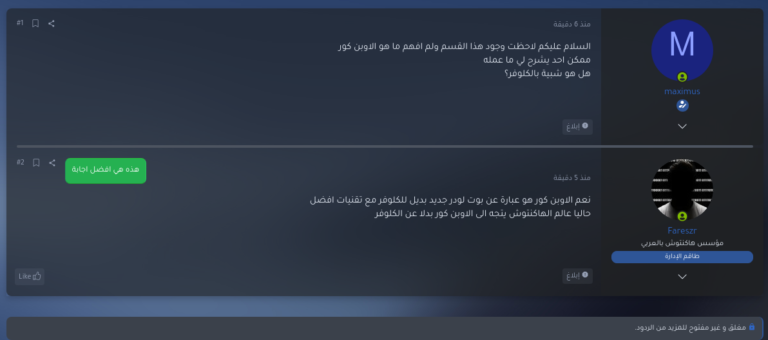 M
maximus
منذ 6 دقيقة
#1
السلام عليكم لاحظت وجود هذا القسم ولم افهم ما هو الاوبن كور
ممكن احد يشرح لي ما عمله
هل هو شبية بالكلوفر؟
إبلاغ
Fareszr
مؤسس هاكنتوش بالعربي
طاقم الإدارة
منذ 5 دقيقة
هذه هي افضل اجابة
#2
نعم الاوبن كور هو عبارة عن بوت لودر جديد بديل للكلوفر مع تقنيات افضل
حاليا عالم الهاكنتوش يتجه الى الاوبن كور بدلا عن الكلوفر
إبلاغ
Like
مغلق و غير مفتوح للمزيد من الردود.